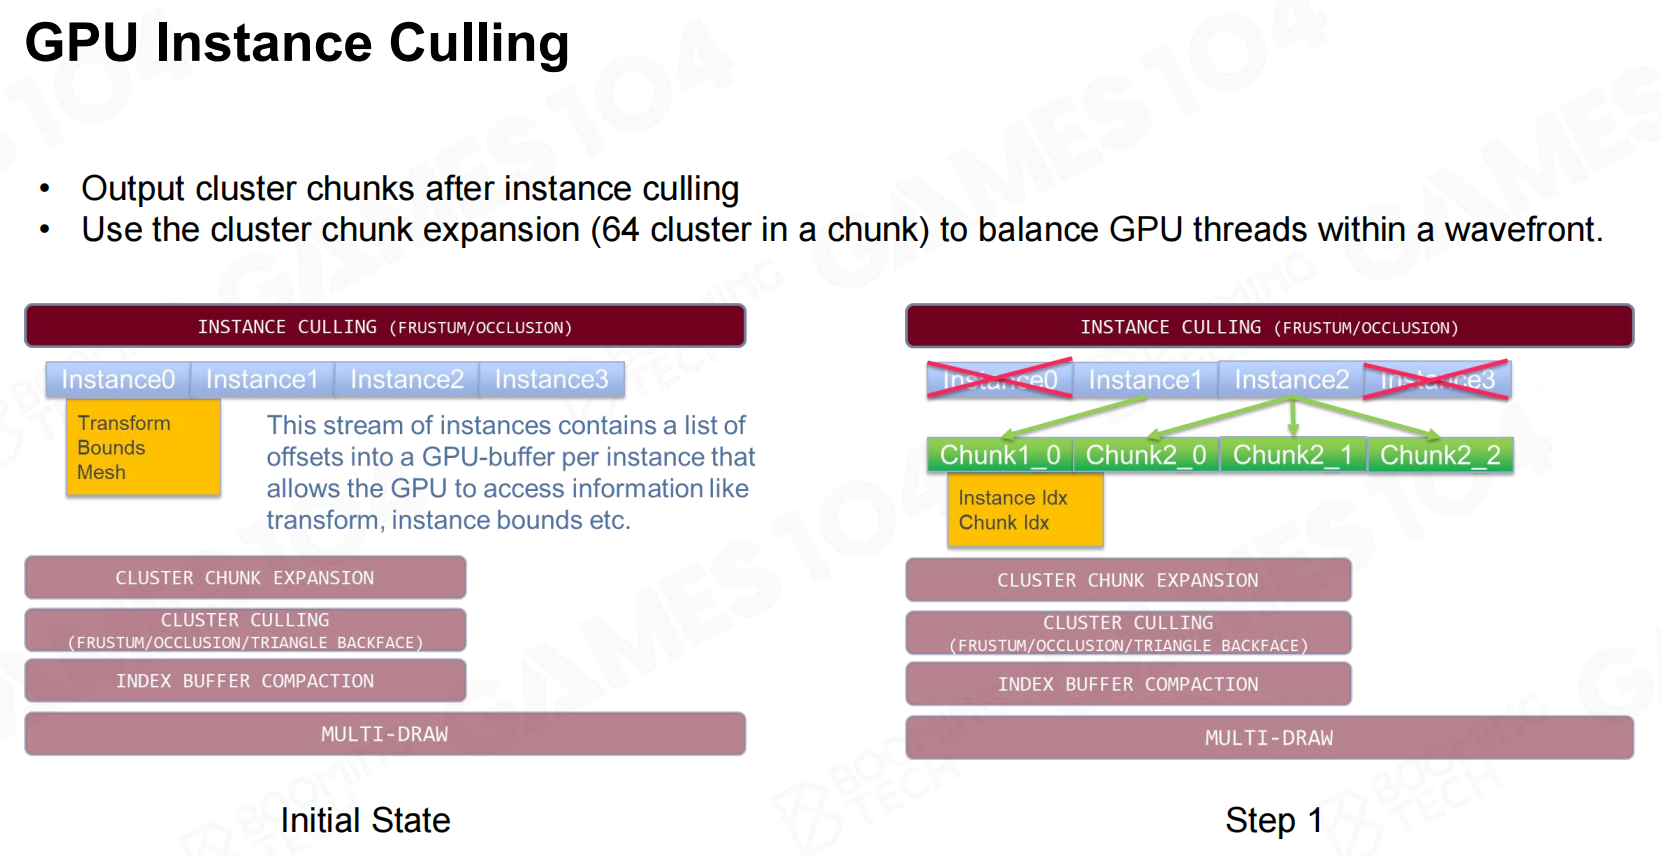 GPU Instance Culling
• Output cluster chunks after instance culling
• Use the cluster chunk expansion (64 cluster in a chunk) to balance GPU threads within a wavefront.
INSTANCE CULLING (FRUSTUM/OCCLUSION)
Instance0 Instance1 Instance2 Instance3
Transform
Bounds
Mesh
This stream of instances contains a list of
offsets into a GPU-buffer per instance that
allows the GPU to access information like
transform, instance bounds etc.
CLUSTER CHUNK EXPANSION
CLUSTER CULLING
(FRUSTUM/OCCLUSION/TRIANGLE BACKFACE)
INDEX BUFFER COMPACTION
MULTI-DRAW
Initial State
INSTANCE CULLING (FRUSTUM/OCCLUSION)
Instance0 Instance1 Instance2 Instance3
Chunk1_0 Chunk2_0 Chunk2_1 Chunk2_2
Instance Idx
Chunk Idx
CLUSTER CHUNK EXPANSION
CLUSTER CULLING
(FRUSTUM/OCCLUSION/TRIANGLE BACKFACE)
INDEX BUFFER COMPACTION
MULTI-DRAW
Step 1
GAMES104
BOOMING
TECH